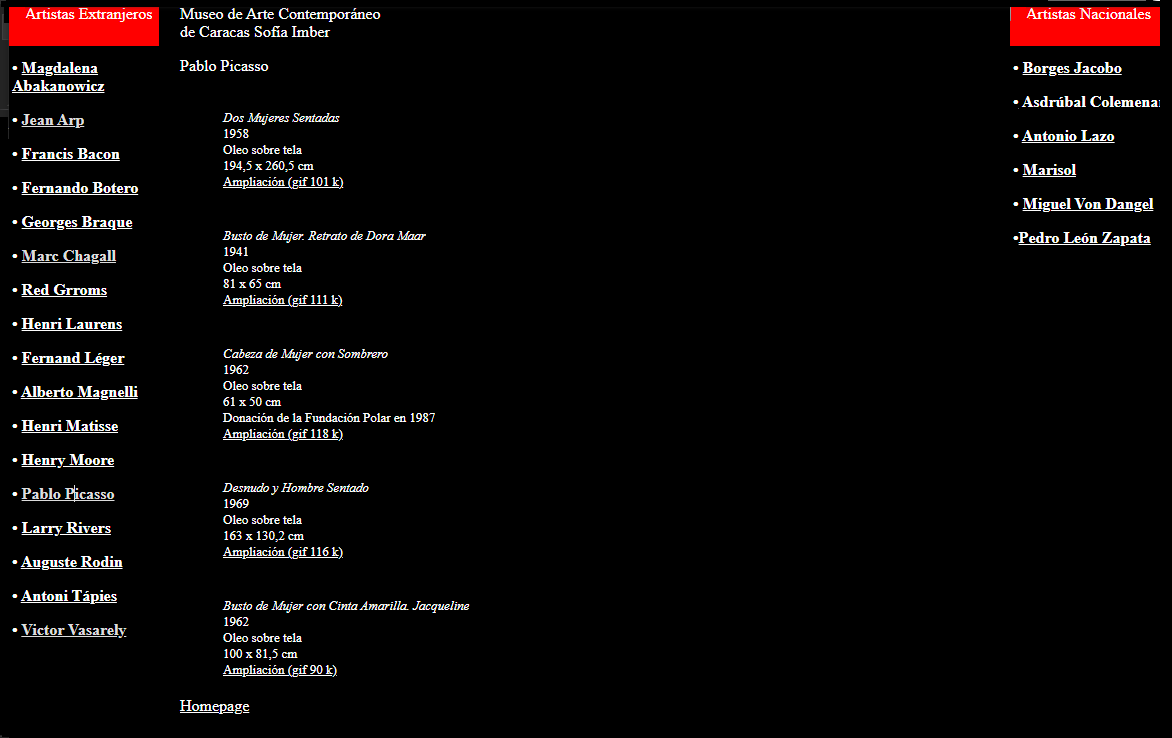 Artistas Extranjeros
• Magdalena
Abakanowicz
• Jean Arp
• Francis Bacon
• Fernando Botero
• Georges Braque
• Marc Chagall
• Red Grroms
• Henri Laurens
• Fernand Léger
• Alberto Magnelli
• Henri Matisse
• Henry Moore
• Pablo Picasso
• Larry Rivers
• Auguste Rodin
• Antoni Tápies
• Victor Vasarely
Museo de Arte Contemporáneo
de Caracas Sofía Imber
Pablo Picasso
Dos Mujeres Sentadas
1958
Oleo sobre tela
194,5 x 260,5 cm
Ampliación (gif 101 k)
Busto de Mujer. Retrato de Dora Maar
1941
Oleo sobre tela
81 x 65 cm
Ampliación (gif 111 k)
Cabeza de Mujer con Sombrero
1962
Oleo sobre tela
61 x 50 cm
Donación de la Fundación Polar en 1987
Ampliación (gif 118 k)
Desnudo y Hombre Sentado
1969
Oleo sobre tela
163 x 130,2 cm
Ampliación (gif 116 k)
Busto de Mujer con Cinta Amarilla. Jacqueline
1962
Oleo sobre tela
100 x 81,5 cm
Ampliación (gif 90 k)
Homepage
Artistas Nacionales
• Borges Jacobo
• Asdrúbal Colemena
• Antonio Lazo
• Marisol
• Miguel Von Dangel
•Pedro León Zapata